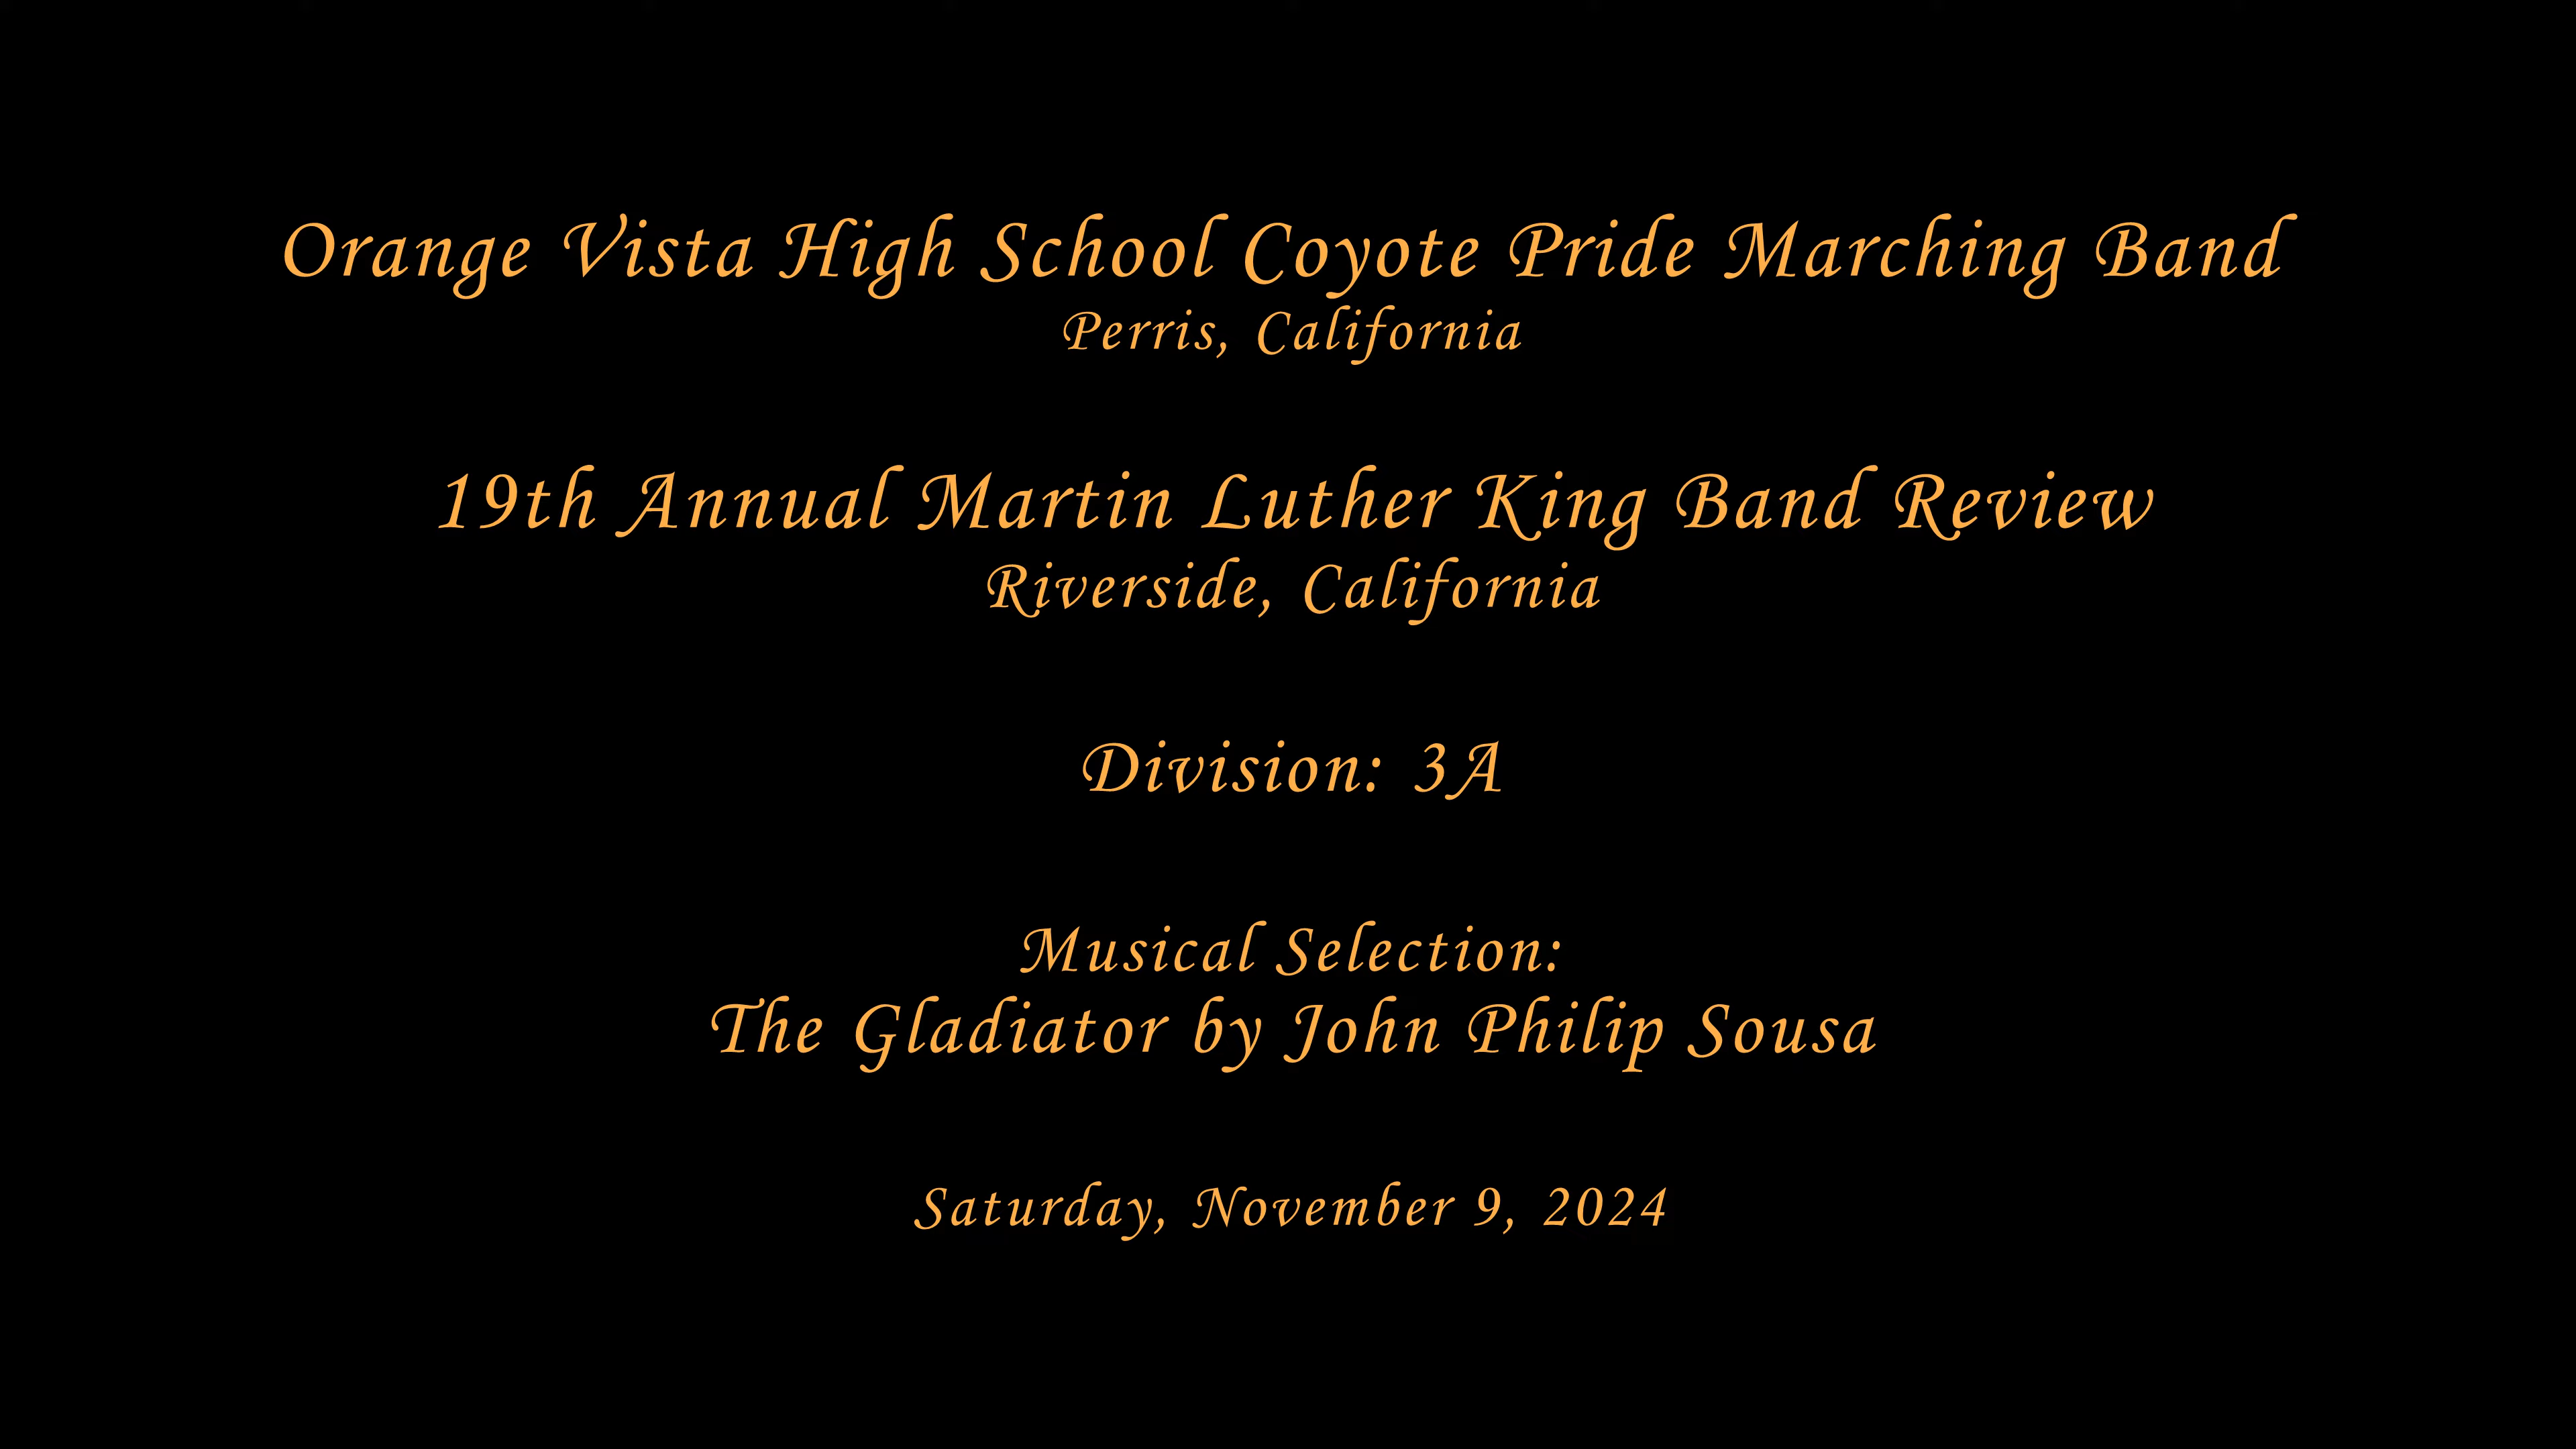 Orange Vista High School Coyote Pride Marching Band
Perris, California
19th Annual Martin Luther King Band Review
Riverside, California
Division: 3A
Musical Selection:
The Gladiator by John Philip Sousa
Saturday, November 9, 2024